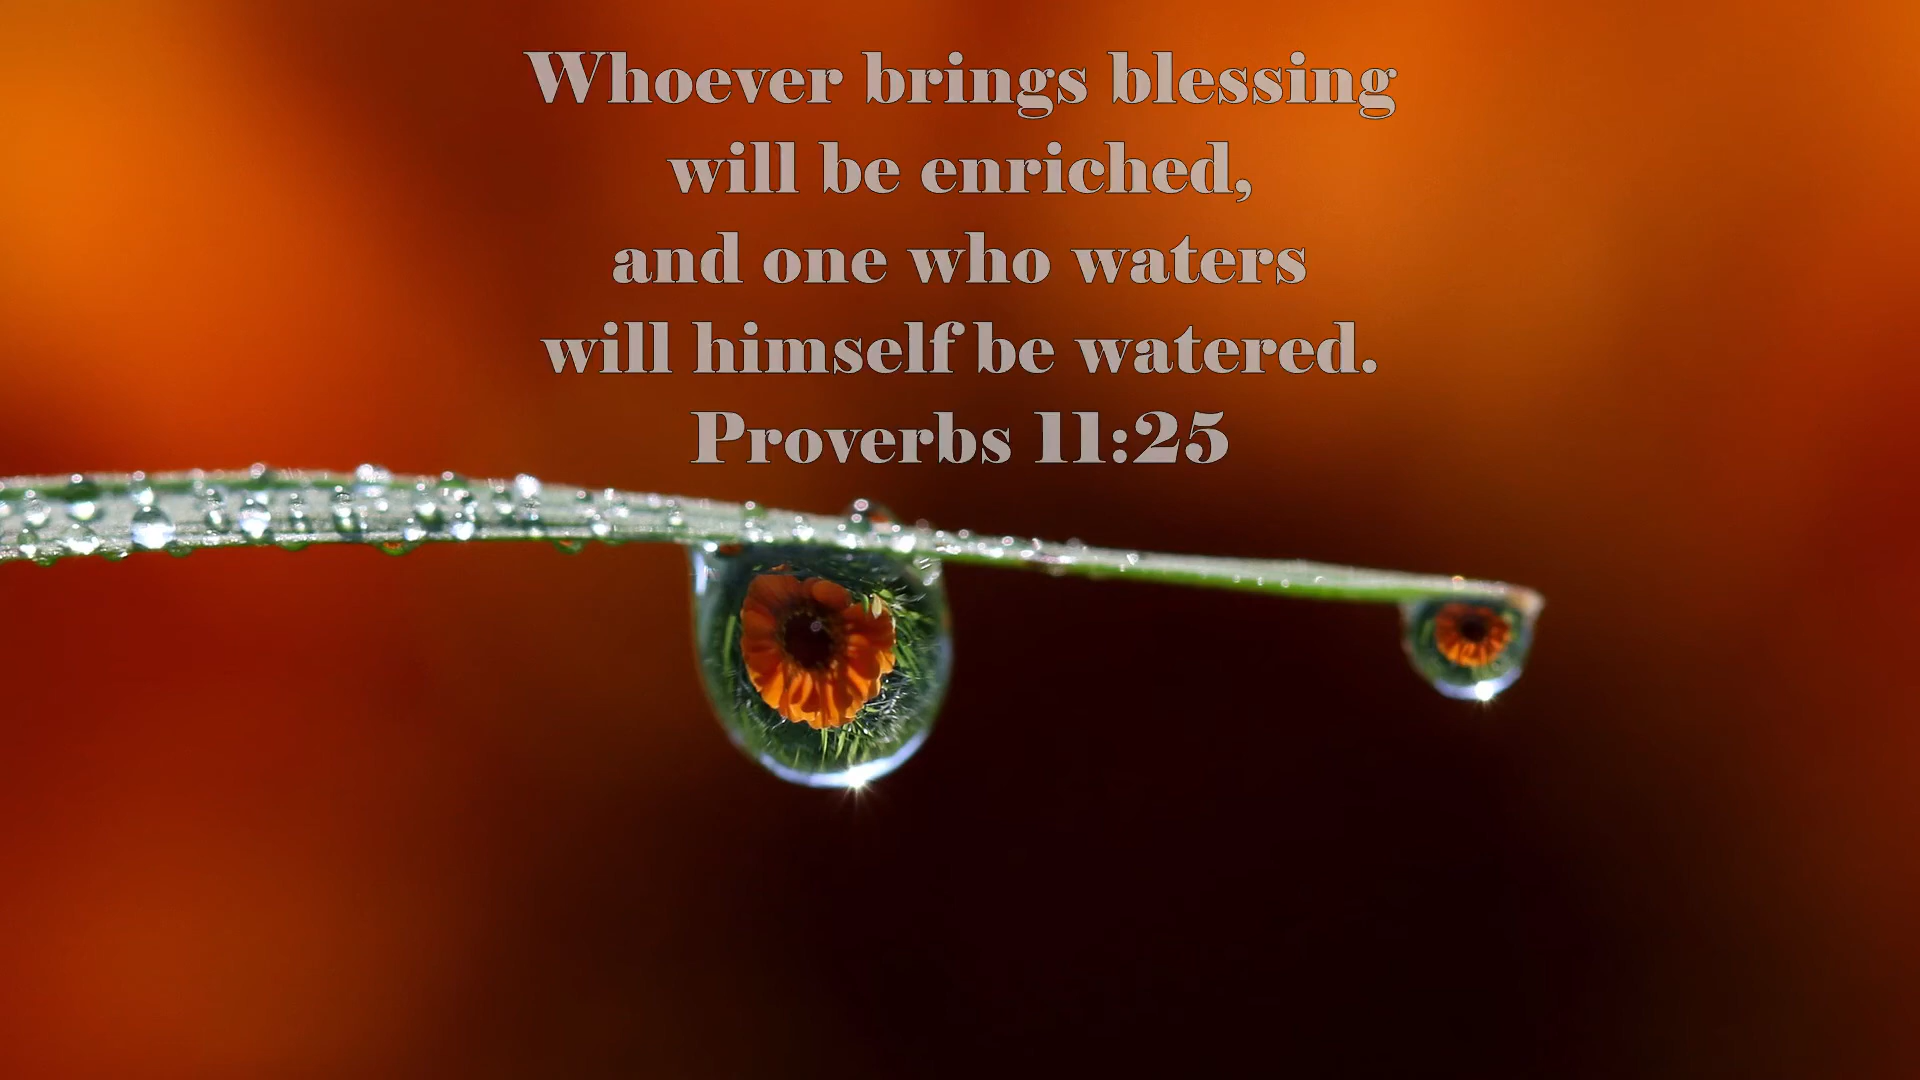 Whoever brings blessing
will be enriched,
and one who waters
will himself be watered.
Proverbs 11:25